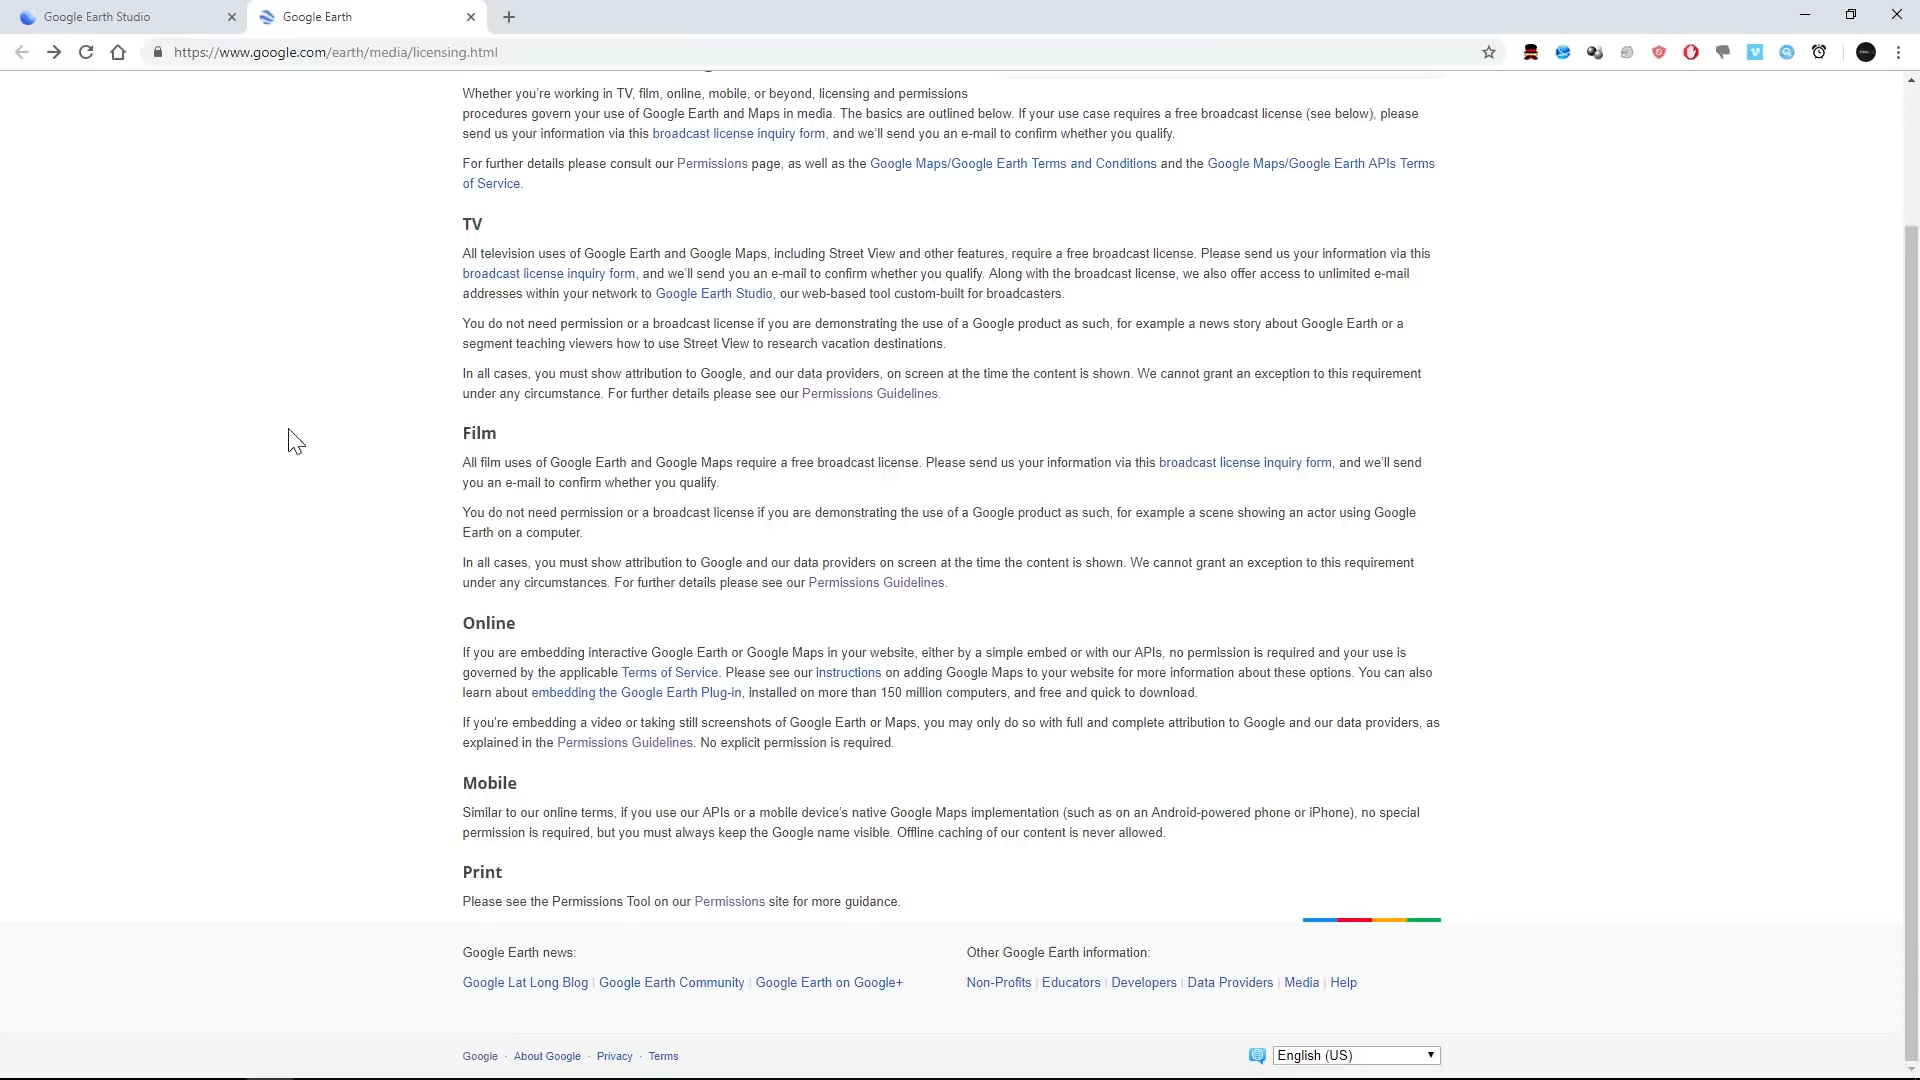 Google Earth Studio
Google Earth
https://www.google.com/earth/media/licensing.html
Whether you're working in TV, film, online, mobile, or beyond, licensing and permissions
procedures govern your use of Google Earth and Maps in media. The basics are outlined below. If your use case requires a free broadcast license (see below), please
send us your information via this broadcast license inquiry form, and we'll send you an e-mail to confirm whether you qualify.
For further details please consult our Permissions page, as well as the Google Maps/Google Earth Terms and Conditions and the Google Maps/Google Earth APIs Terms
of Service.
TV
All television uses of Google Earth and Google Maps, including Street View and other features, require a free broadcast license. Please send us your information via this
broadcast license inquiry form, and we'll send you an e-mail to confirm whether you qualify. Along with the broadcast license, we also offer access to unlimited e-mail
addresses within your network to Google Earth Studio, our web-based tool custom-built for broadcasters.
You do not need permission or a broadcast license if you are demonstrating the use of a Google product as such, for example a news story about Google Earth or a
segment teaching viewers how to use Street View to research vacation destinations.
In all cases, you must show attribution to Google, and our data providers, on screen at the time the content is shown. We cannot grant an exception to this requirement
under any circumstance. For further details please see our Permissions Guidelines.
Film
All film uses of Google Earth and Google Maps require a free broadcast license. Please send us your information via this broadcast license inquiry form, and we'll send
you an e-mail to confirm whether you qualify.
You do not need permission or a broadcast license if you are demonstrating the use of a Google product as such, for example a scene showing an actor using Google
Earth on a computer.
In all cases, you must show attribution to Google and our data providers on screen at the time the content is shown. We cannot grant an exception to this requirement
under any circumstances. For further details please see our Permissions Guidelines.
Online
If you are embedding interactive Google Earth or Google Maps in your website, either by a simple embed or with our APIs, no permission is required and your use is
governed by the applicable Terms of Service. Please see our instructions on adding Google Maps to your website for more information about these options. You can also
learn about embedding the Google Earth Plug-in, installed on more than 150 million computers, and free and quick to download.
If you're embedding a video or taking still screenshots of Google Earth or Maps, you may only do so with full and complete attribution to Google and our data providers, as
explained in the Permissions Guidelines. No explicit permission is required.
Mobile
Similar to our online terms, if you use our APIs or a mobile device's native Google Maps implementation (such as on an Android-powered phone or iPhone), no special
permission is required, but you must always keep the Google name visible. Offline caching of our content is never allowed.
Print
Please see the Permissions Tool on our Permissions site for more guidance.
Google Earth news:
Other Google Earth information:
Google Lat Long Blog | Google Earth Community | Google Earth on Google+
Non-Profits | Educators | Developers | Data Providers | Media | Help
Google · About Google · Privacy · Terms
English (US)